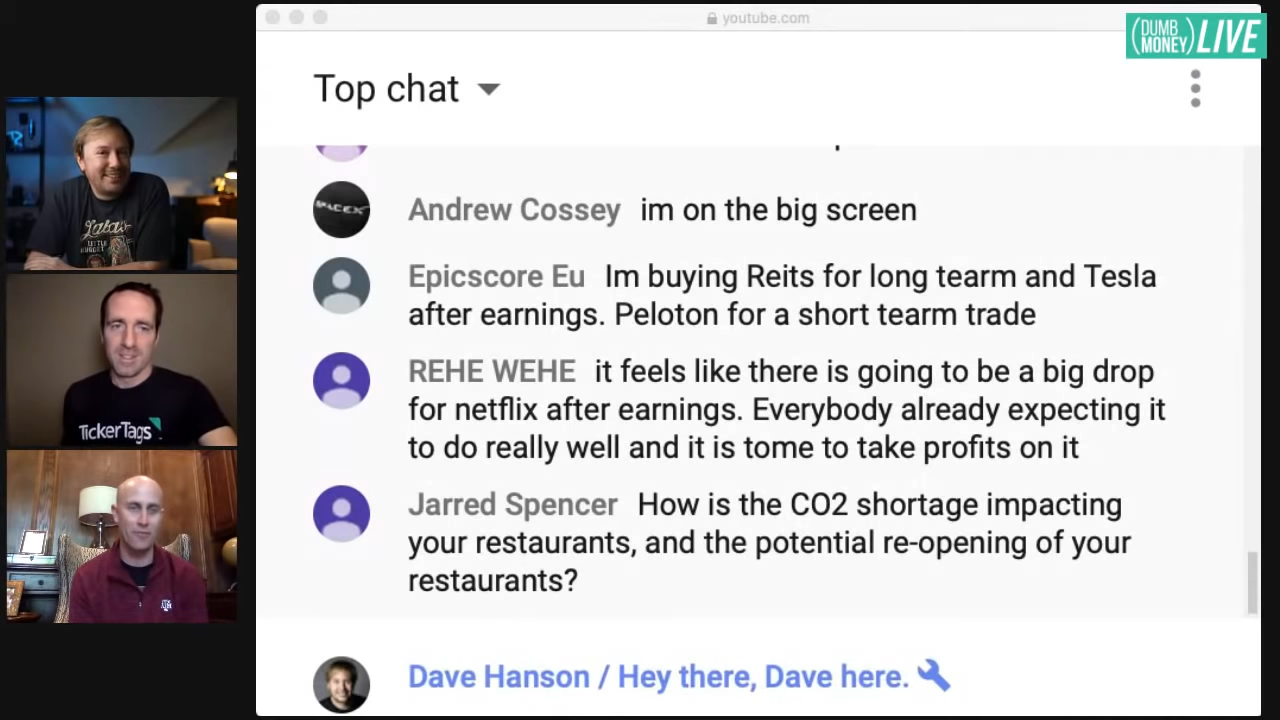 youtube.com
(DUMB MONEY) LIVE
Top chat
Andrew Cossey im on the big screen
Epicscore Eu Im buying Reits for long tearm and Tesla
after earnings. Peloton for a short tearm trade
REHE WEHE it feels like there is going to be a big drop
for netflix after earnings. Everybody already expecting it
to do really well and it is tome to take profits on it
Jarred Spencer How is the CO2 shortage impacting
your restaurants, and the potential re-opening of your
restaurants?
Dave Hanson / Hey there, Dave here.
SPACEX
LITTLE
NUGGET
TickerTags